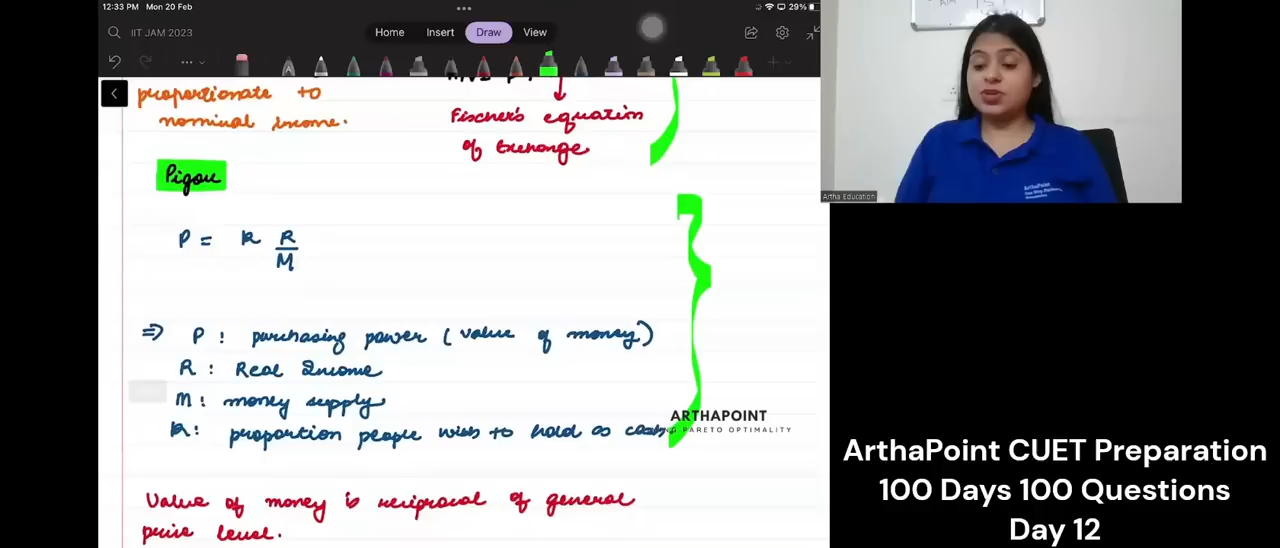 12:33 PM Mon 20 Feb
29%
IIT JAM 2023
Home Insert Draw View
proportionate to
nominal income.
Fischer's equation
of Exchange
Pigou
P = k R
M
⇒ P : purchasing power (value of money)
R : Real Income
M : money supply
k : proportion people wish to hold as cash
ARTHAPOINT
PARETO OPTIMALITY
Value of money is reciprocal of general
price level.
Artha Education
ArthaPoint
ArthaPoint CUET Preparation
100 Days 100 Questions
Day 12